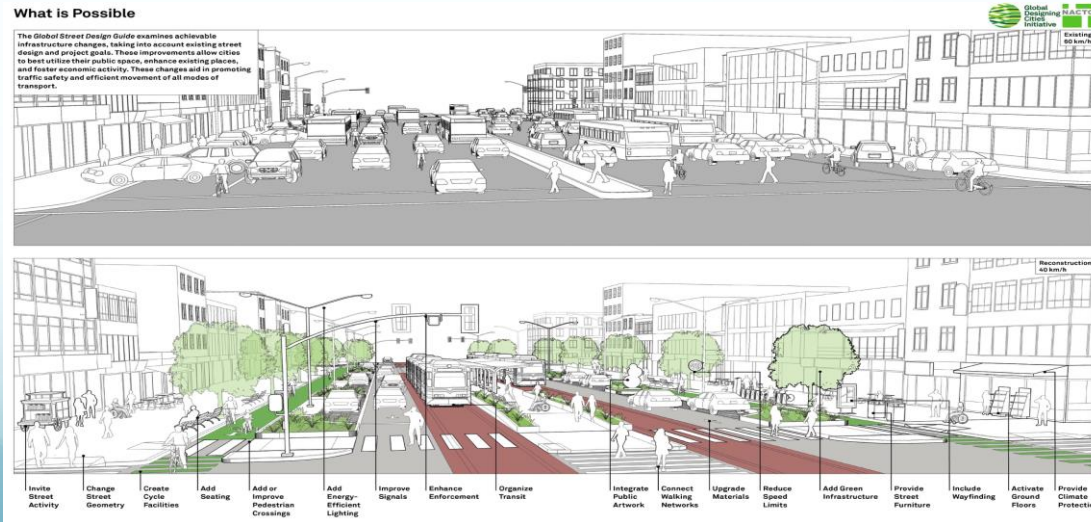 What is Possible
The Global Street Design Guide examines achievable
infrastructure changes, taking into account existing street
design and project goals. These improvements allow cities
to best utilize their public space, enhance existing places,
and foster economic activity. These changes aid in promoting
traffic safety and efficient movement of all modes of
transport.
Global
Designing
Cities
Initiative
NACTO
Existing
60 km/h
Reconstruction
40 km/h
Invite
Street
Activity
Change
Street
Geometry
Create
Cycle
Facilities
Add
Seating
Add or
Improve
Pedestrian
Crossings
Add
Energy-
Efficient
Lighting
Improve
Signals
Enhance
Enforcement
Organize
Transit
Integrate
Public
Artwork
Connect
Walking
Networks
Upgrade
Materials
Reduce
Speed
Limits
Add Green
Infrastructure
Provide
Street
Furniture
Include
Wayfinding
Activate
Ground
Floors
Provide
Climate
Protectio